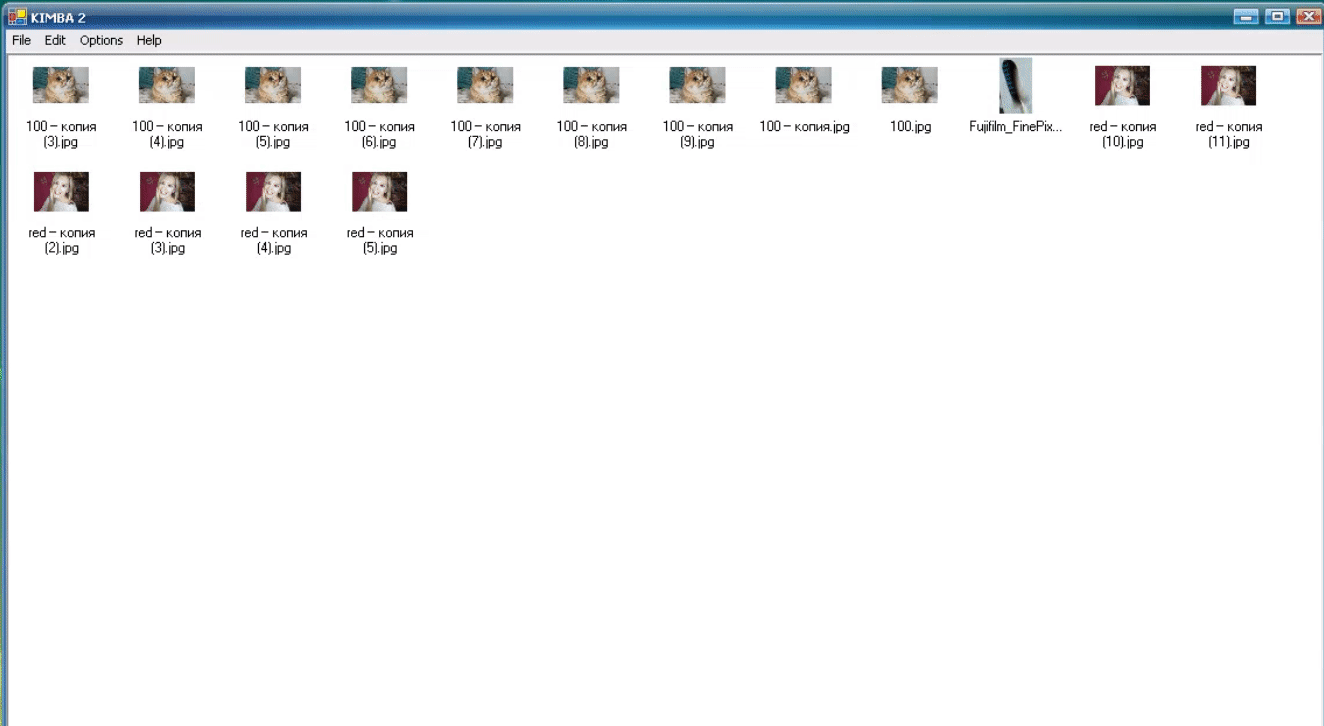 KIMBA 2
File Edit Options Help
100 – копия (3).jpg
100 – копия (4).jpg
100 – копия (5).jpg
100 – копия (6).jpg
100 – копия (7).jpg
100 – копия (8).jpg
100 – копия (9).jpg
100 – копия.jpg
100.jpg
Fujifilm_FinePix...
red – копия (10).jpg
red – копия (11).jpg
red – копия (2).jpg
red – копия (3).jpg
red – копия (4).jpg
red – копия (5).jpg